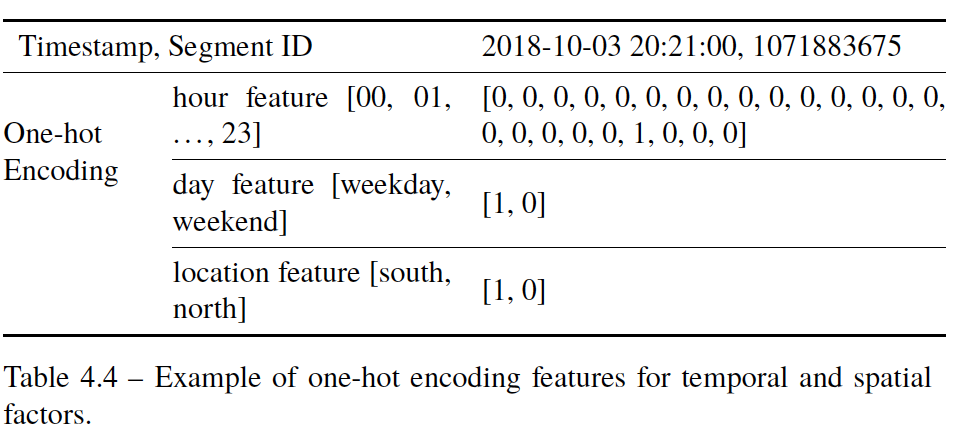 Timestamp, Segment ID 2018-10-03 20:21:00, 1071883675
One-hot Encoding
hour feature [00, 01,
…, 23]
[0, 0, 0, 0, 0, 0, 0, 0, 0, 0, 0, 0, 0, 0, 0,
0, 0, 0, 0, 0, 1, 0, 0, 0]
day feature [weekday,
weekend]
[1, 0]
location feature [south,
north]
[1, 0]
Table 4.4 – Example of one-hot encoding features for temporal and spatial
factors.